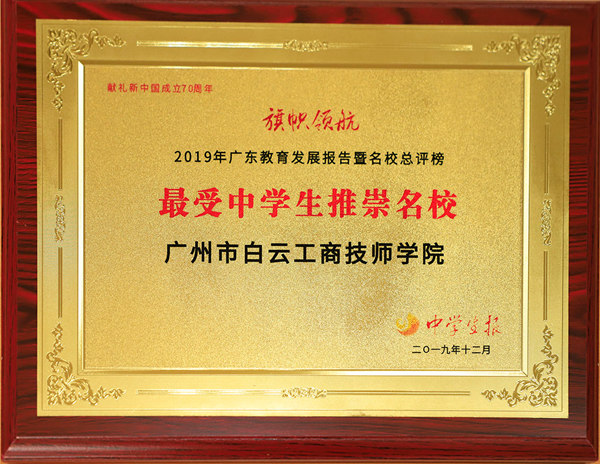 献礼新中国成立70周年
旗帜领航
2019年广东教育发展报告暨名校总评榜
最受中学生推崇名校
广州市白云工商技师学院
中学生报
二〇一九年十二月